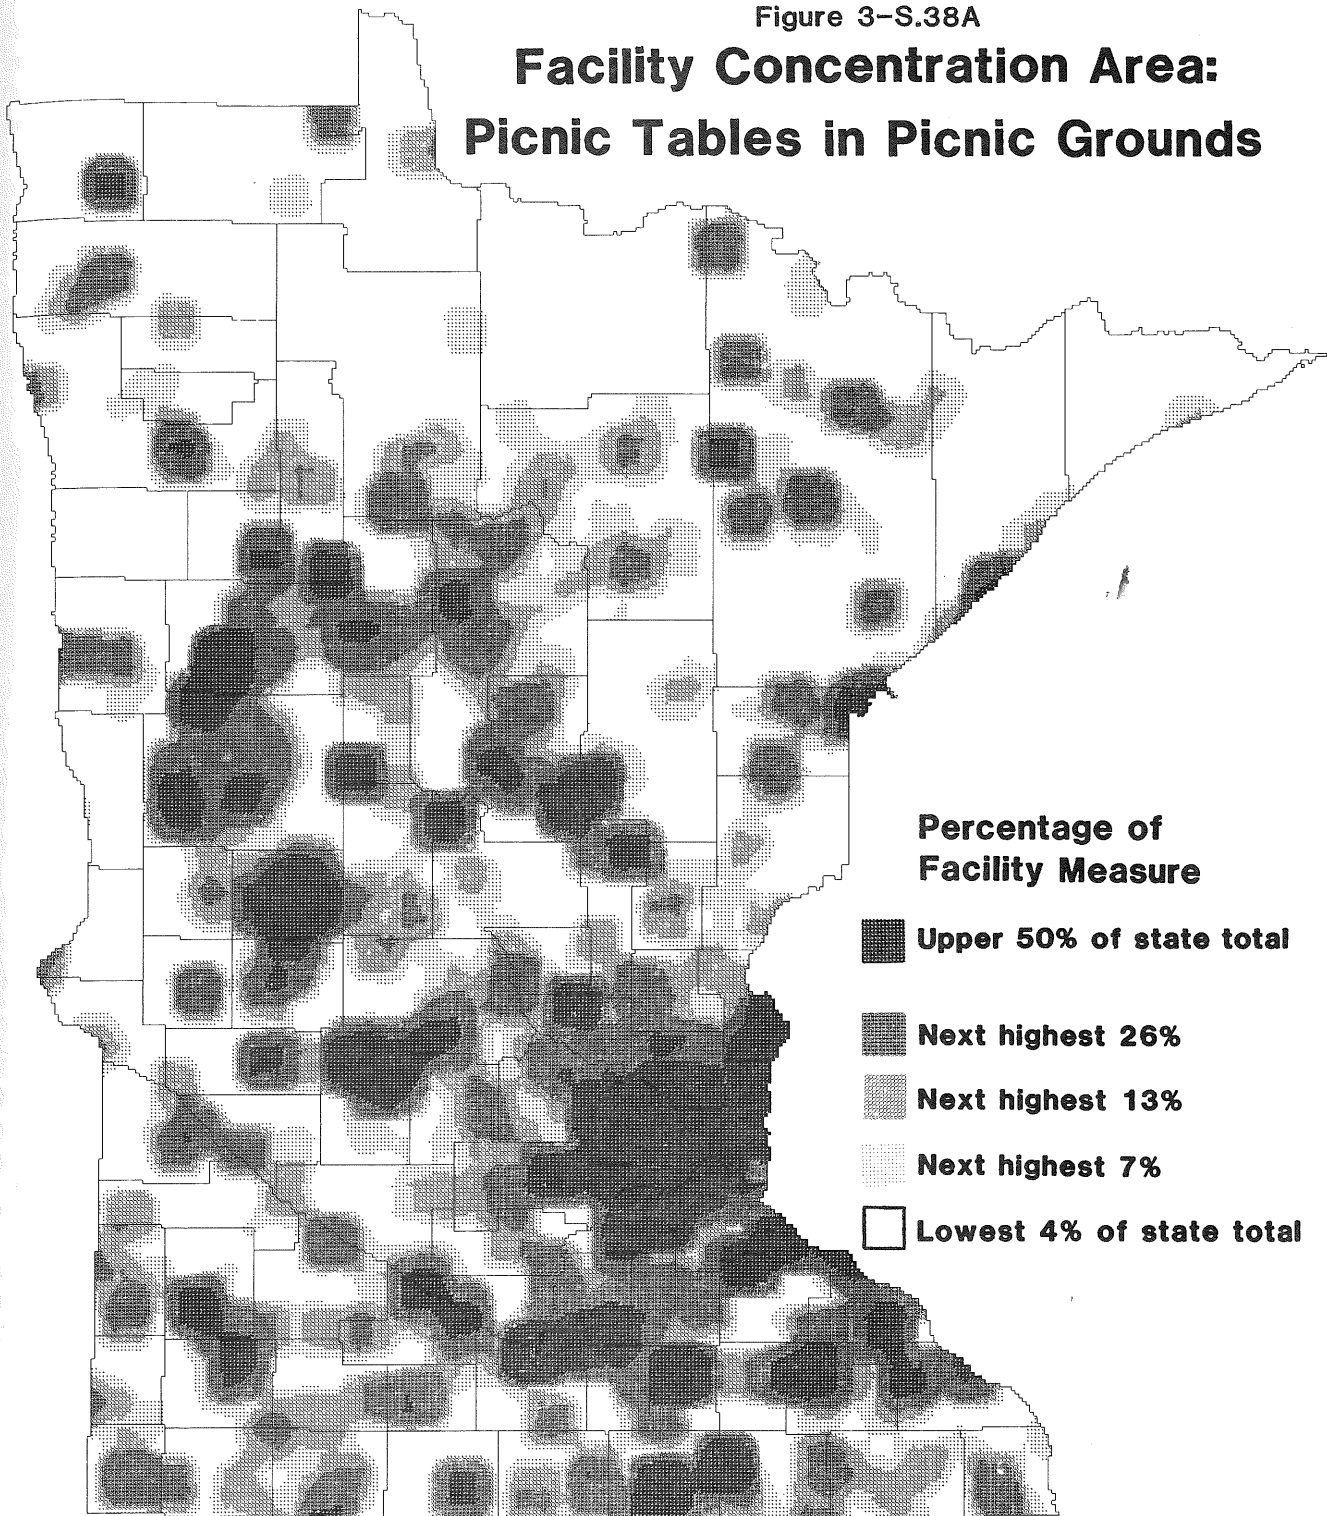 Figure 3-S.38A
Facility Concentration Area:
Picnic Tables in Picnic Grounds
Percentage of
Facility Measure
Upper 50% of state total
Next highest 26%
Next highest 13%
Next highest 7%
Lowest 4% of state total